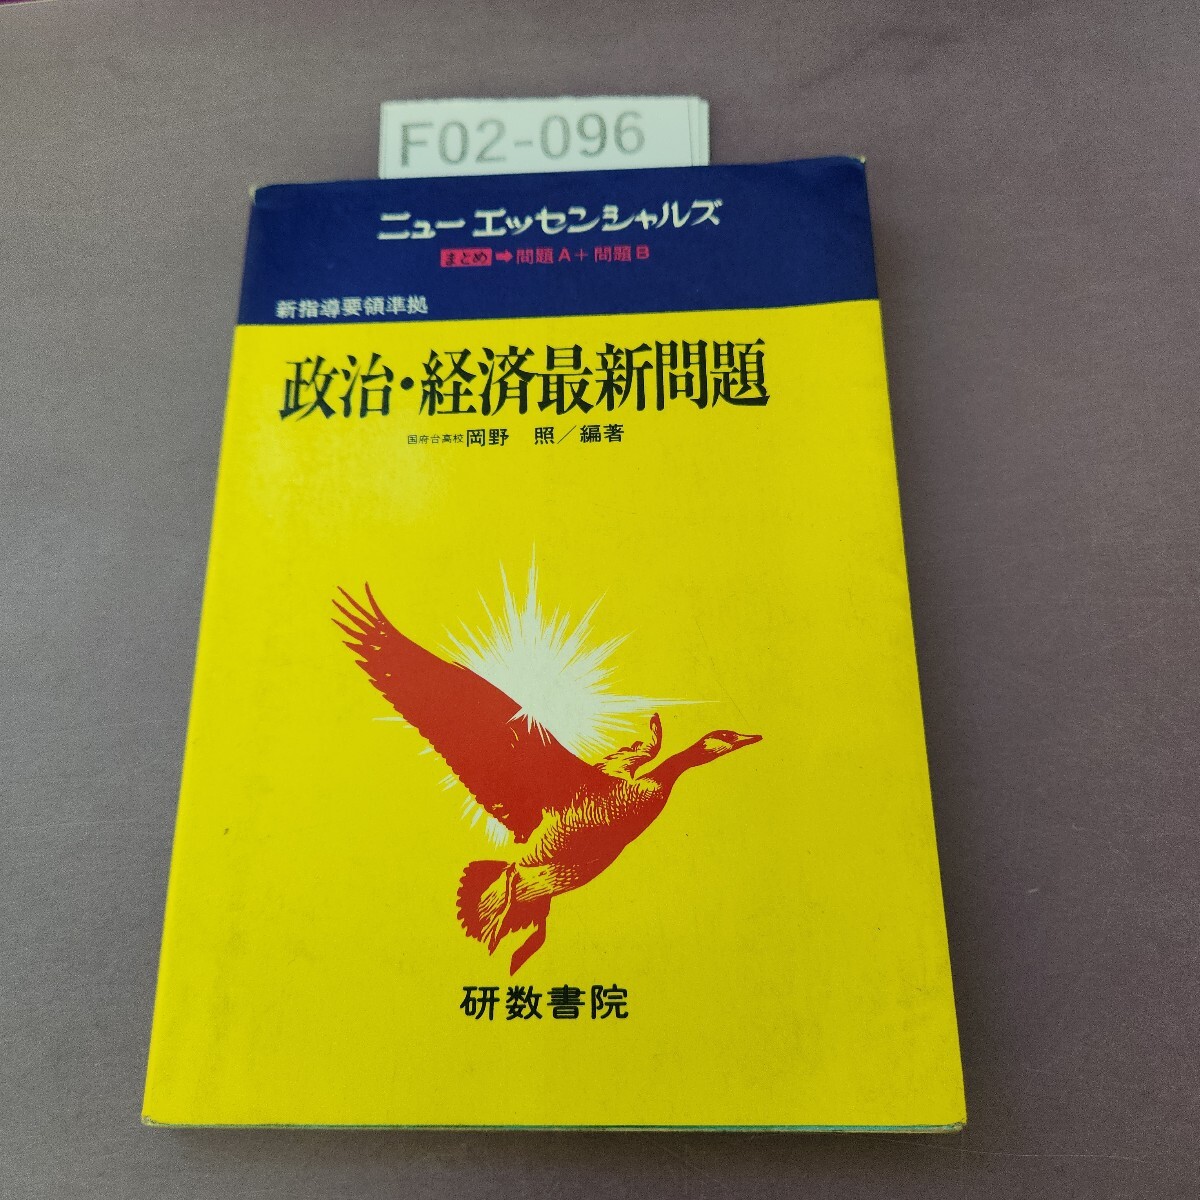 F02-096
ニュー エッセンシャルズ
まとめ➡問題A+問題B
新指導要領準拠
政治・経済最新問題
国府台高校 岡野 照／編著
研数書院